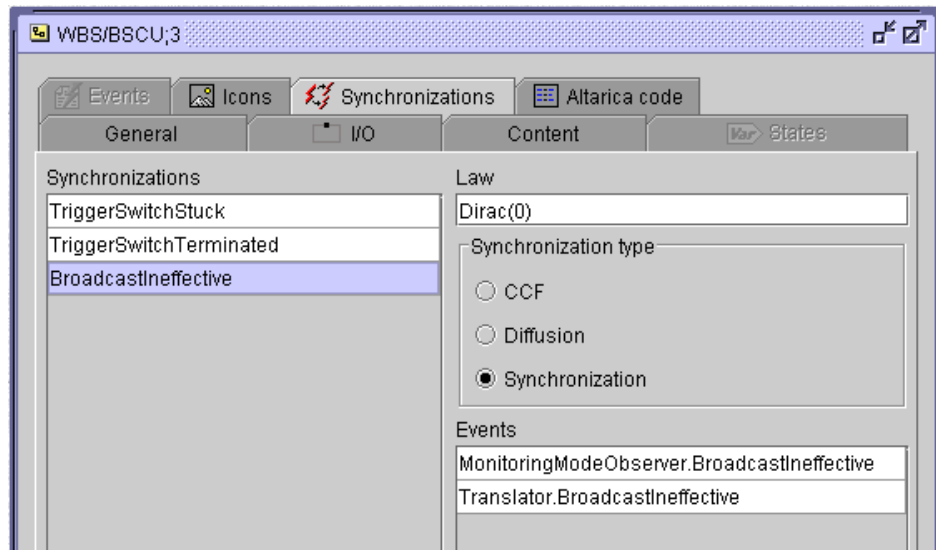 WBS/BSCU;3
Events
Icons
Synchronizations
Altarica code
General
I/O
Content
Var
States
Synchronizations
TriggerSwitchStuck
TriggerSwitchTerminated
BroadcastIneffective
Law
Dirac(0)
Synchronization type
CCF
Diffusion
Synchronization
Events
MonitoringModeObserver.BroadcastIneffective
Translator.BroadcastIneffective